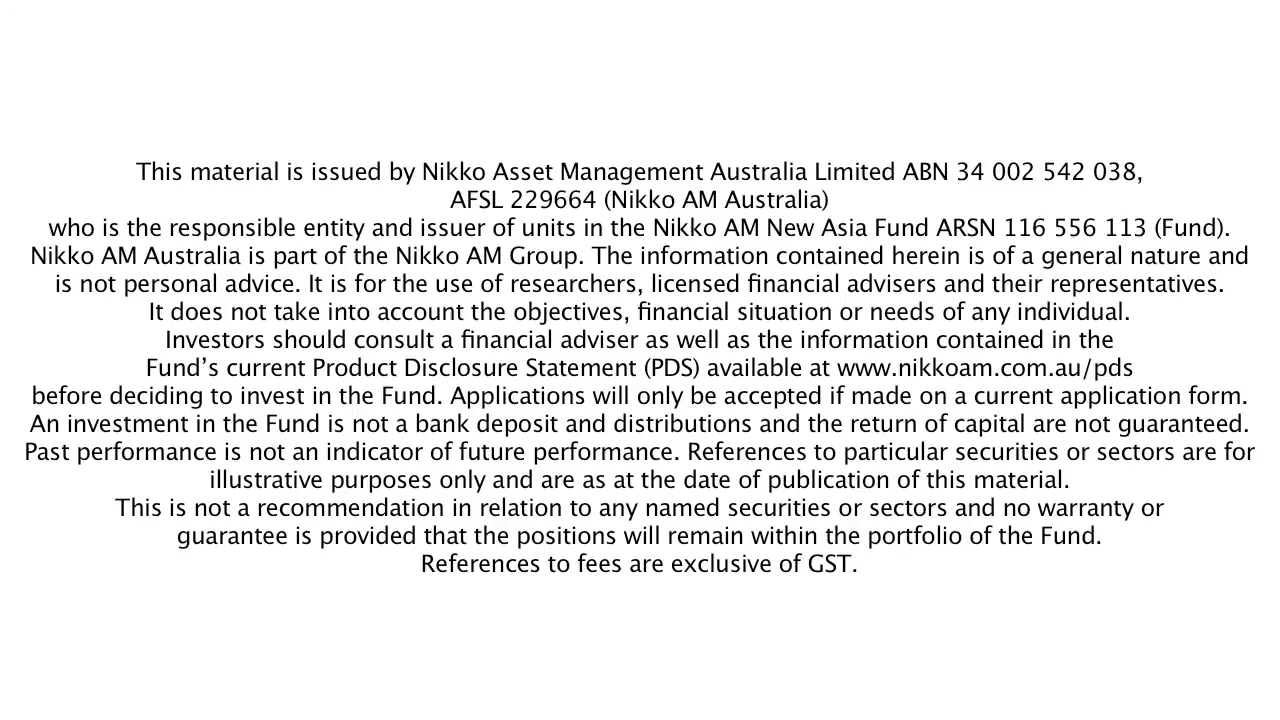 This material is issued by Nikko Asset Management Australia Limited ABN 34 002 542 038,
AFSL 229664 (Nikko AM Australia)
who is the responsible entity and issuer of units in the Nikko AM New Asia Fund ARSN 116 556 113 (Fund).
Nikko AM Australia is part of the Nikko AM Group. The information contained herein is of a general nature and
is not personal advice. It is for the use of researchers, licensed financial advisers and their representatives.
It does not take into account the objectives, financial situation or needs of any individual.
Investors should consult a financial adviser as well as the information contained in the
Fund’s current Product Disclosure Statement (PDS) available at www.nikkoam.com.au/pds
before deciding to invest in the Fund. Applications will only be accepted if made on a current application form.
An investment in the Fund is not a bank deposit and distributions and the return of capital are not guaranteed.
Past performance is not an indicator of future performance. References to particular securities or sectors are for
illustrative purposes only and are as at the date of publication of this material.
This is not a recommendation in relation to any named securities or sectors and no warranty or
guarantee is provided that the positions will remain within the portfolio of the Fund.
References to fees are exclusive of GST.